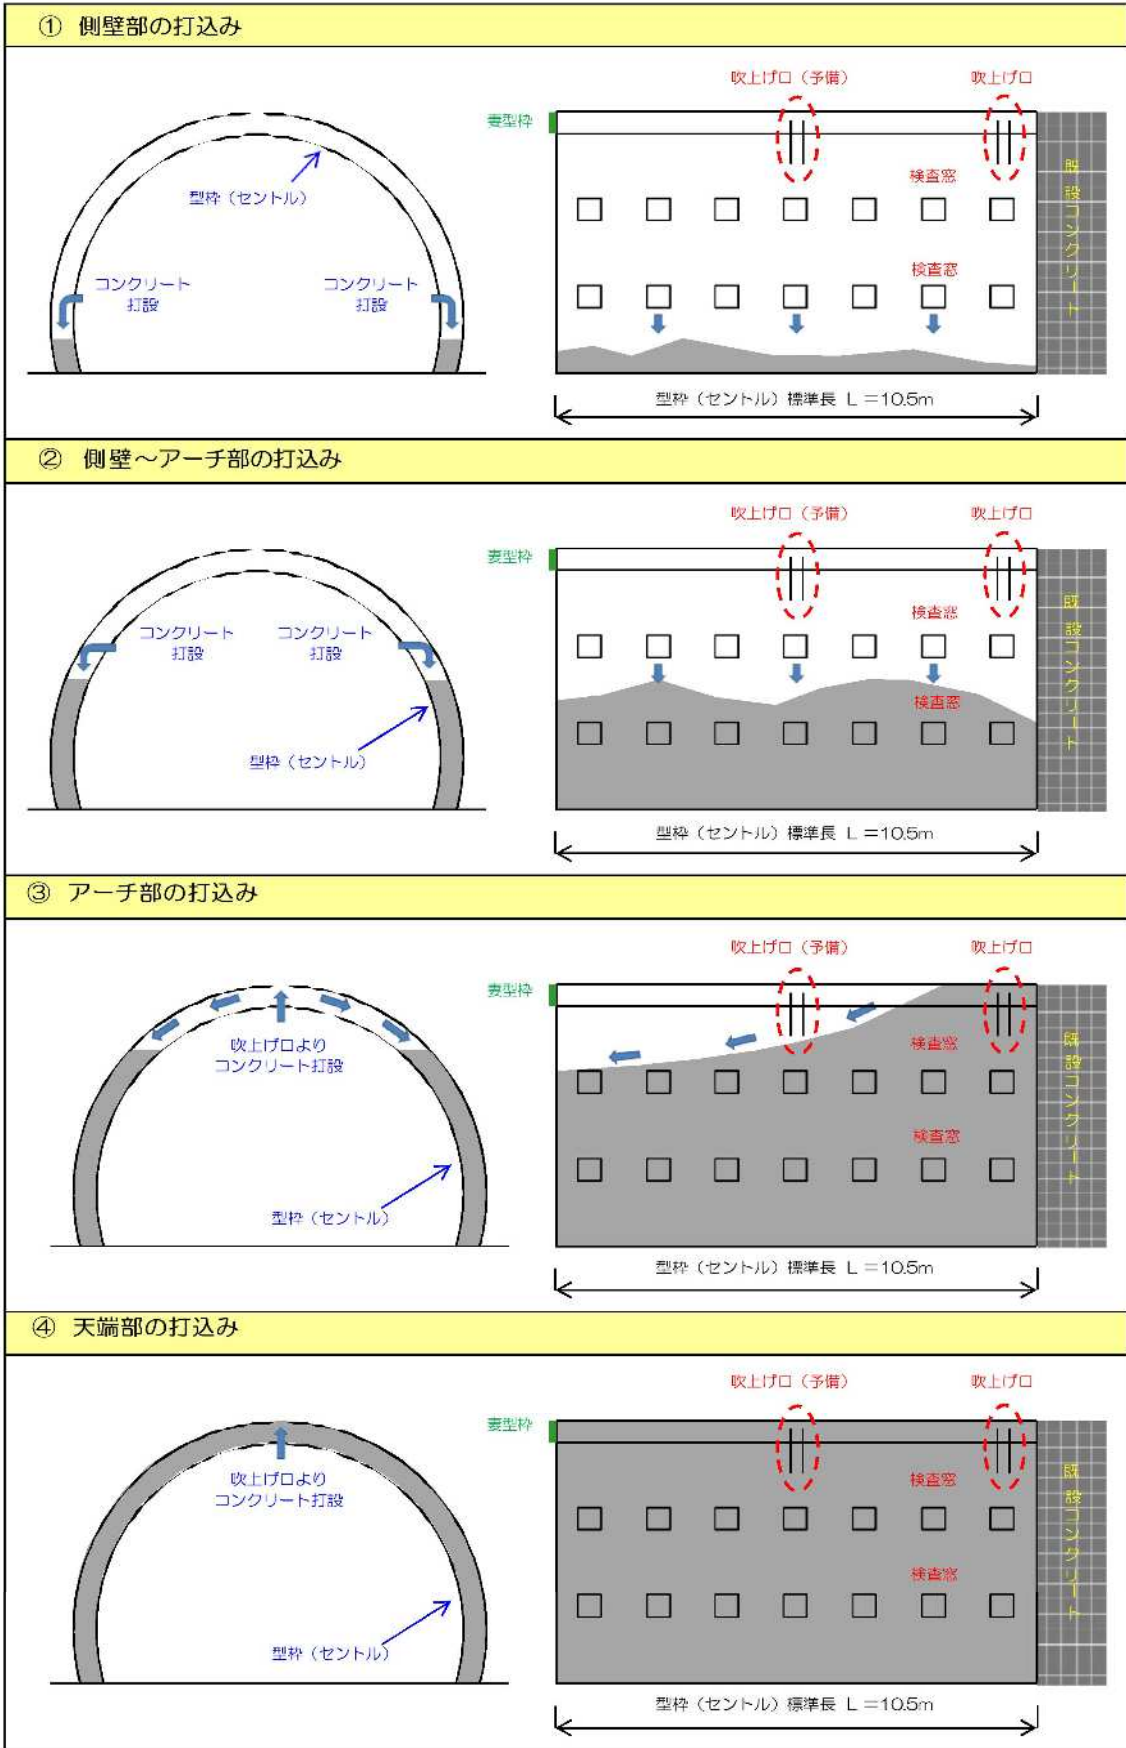 ① 側壁部の打込み
吹上げ口（予備）
吹上げ口
妻型枠
型枠（セントル）
検査窓
既設コンクリート
コンクリート
打設
コンクリート
打設
検査窓
型枠（セントル）標準長 L＝10.5m
② 側壁～アーチ部の打込み
吹上げ口（予備）
吹上げ口
妻型枠
検査窓
既設コンクリート
コンクリート
打設
コンクリート
打設
検査窓
型枠（セントル）
型枠（セントル）標準長 L＝10.5m
③ アーチ部の打込み
吹上げ口（予備）
吹上げ口
妻型枠
吹上げ口より
コンクリート打設
検査窓
既設コンクリート
検査窓
型枠（セントル）
型枠（セントル）標準長 L＝10.5m
④ 天端部の打込み
吹上げ口（予備）
吹上げ口
妻型枠
吹上げ口より
コンクリート打設
検査窓
既設コンクリート
検査窓
型枠（セントル）
型枠（セントル）標準長 L＝10.5m